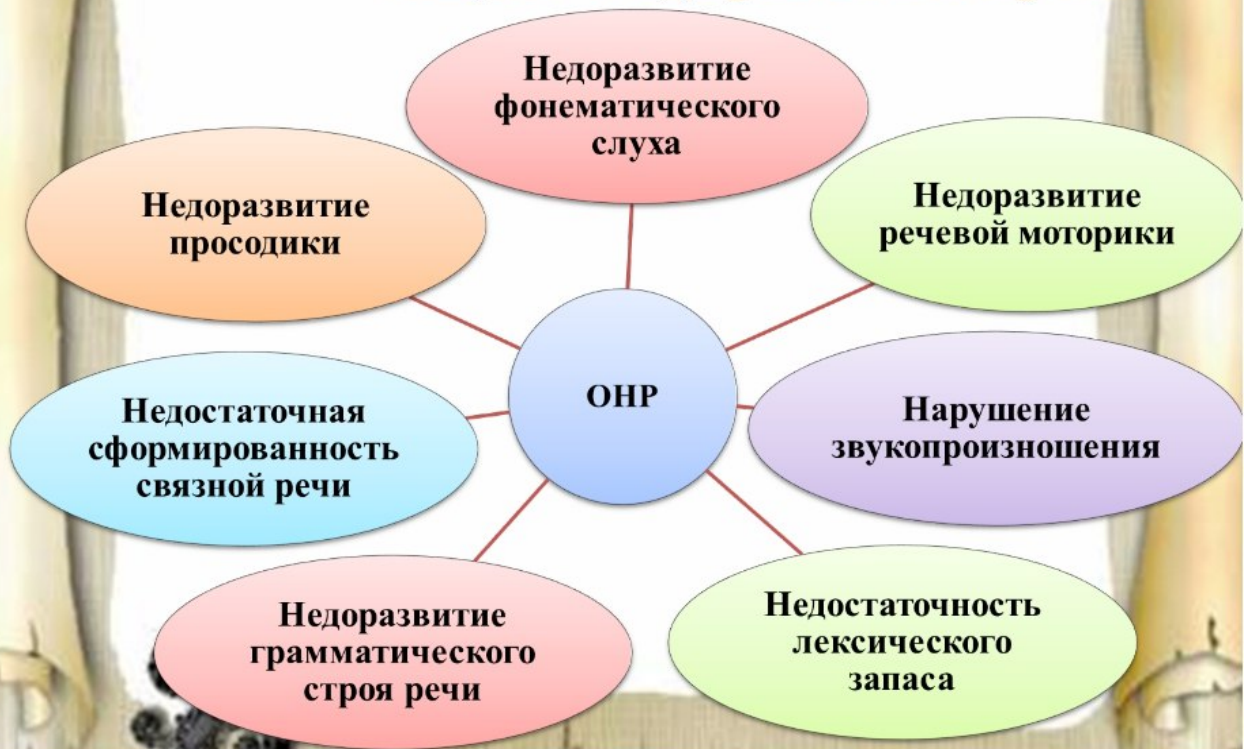 Недоразвитие
фонематического
слуха
Недоразвитие
речевой моторики
Нарушение
звукопроизношения
Недостаточность
лексического
запаса
Недоразвитие
грамматического
строя речи
Недостаточная
сформированность
связной речи
Недоразвитие
просодики
ОНР